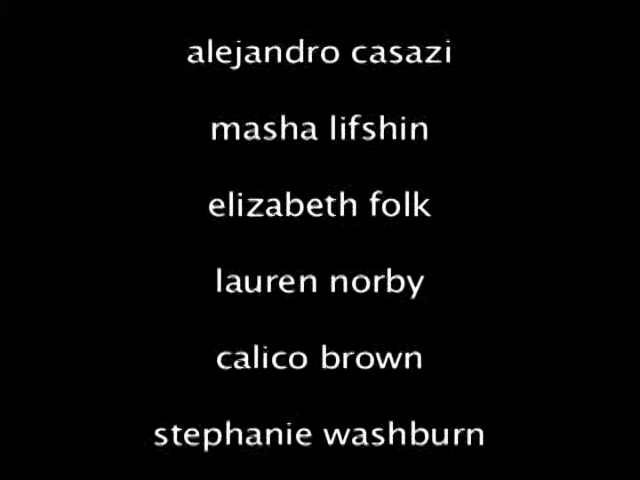 alejandro casazi
masha lifshin
elizabeth folk
lauren norby
calico brown
stephanie washburn